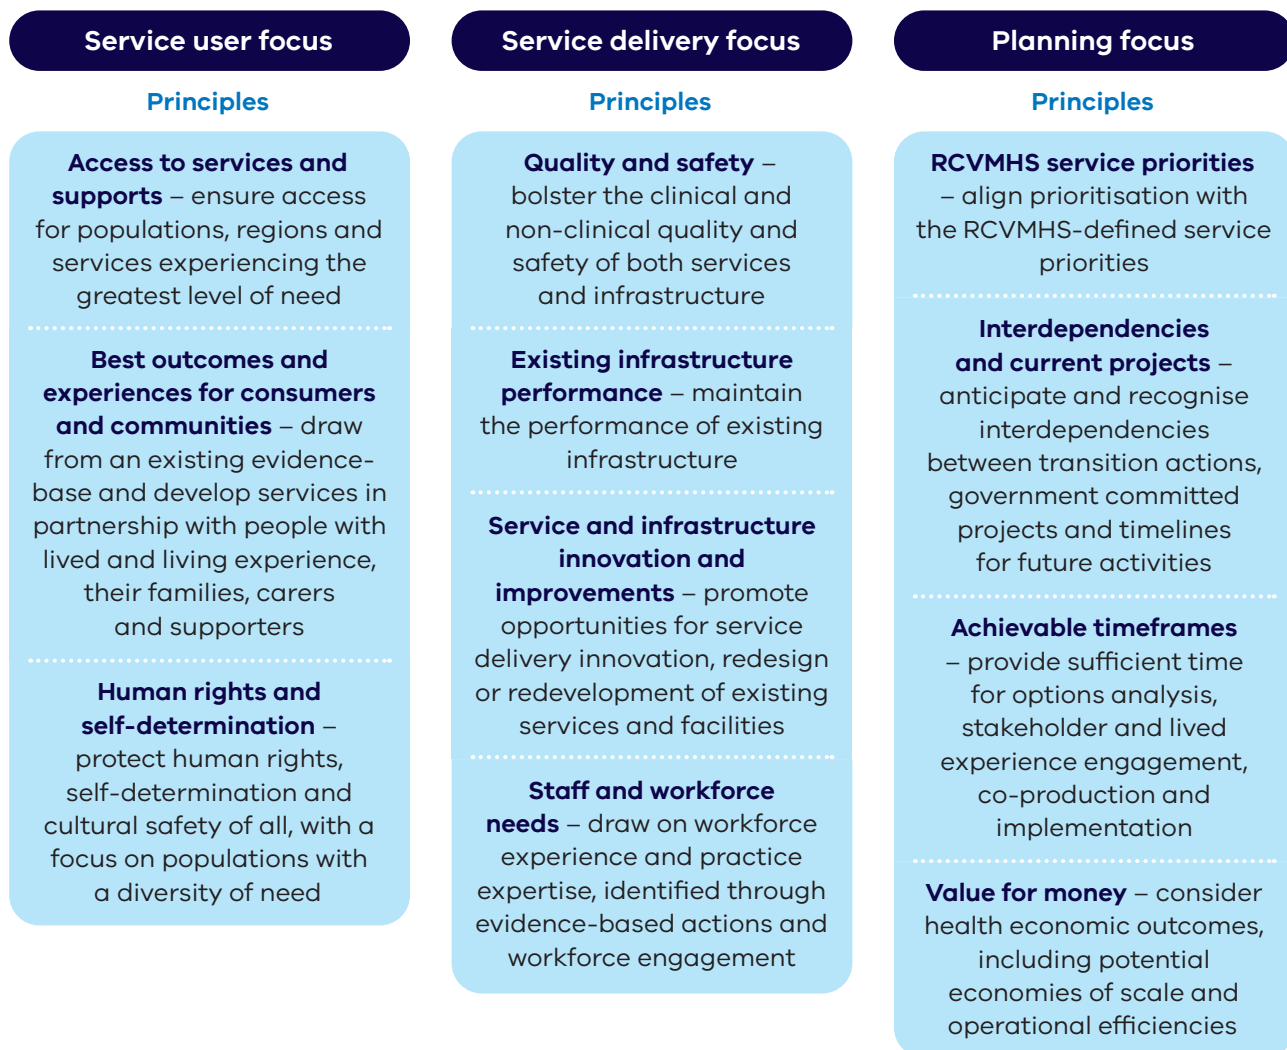 Service user focus
Principles
Access to services and
supports – ensure access
for populations, regions and
services experiencing the
greatest level of need
Best outcomes and
experiences for consumers
and communities – draw
from an existing evidence-
base and develop services in
partnership with people with
lived and living experience,
their families, carers
and supporters
Human rights and
self-determination –
protect human rights,
self-determination and
cultural safety of all, with a
focus on populations with
a diversity of need
Service delivery focus
Principles
Quality and safety –
bolster the clinical and
non-clinical quality and
safety of both services
and infrastructure
Existing infrastructure
performance – maintain
the performance of existing
infrastructure
Service and infrastructure
innovation and
improvements – promote
opportunities for service
delivery innovation, redesign
or redevelopment of existing
services and facilities
Staff and workforce
needs – draw on workforce
experience and practice
expertise, identified through
evidence-based actions and
workforce engagement
Planning focus
Principles
RCVMHS service priorities
– align prioritisation with
the RCVMHS-defined service
priorities
Interdependencies
and current projects –
anticipate and recognise
interdependencies
between transition actions,
government committed
projects and timelines
for future activities
Achievable timeframes
– provide sufficient time
for options analysis,
stakeholder and lived
experience engagement,
co-production and
implementation
Value for money – consider
health economic outcomes,
including potential
economies of scale and
operational efficiencies